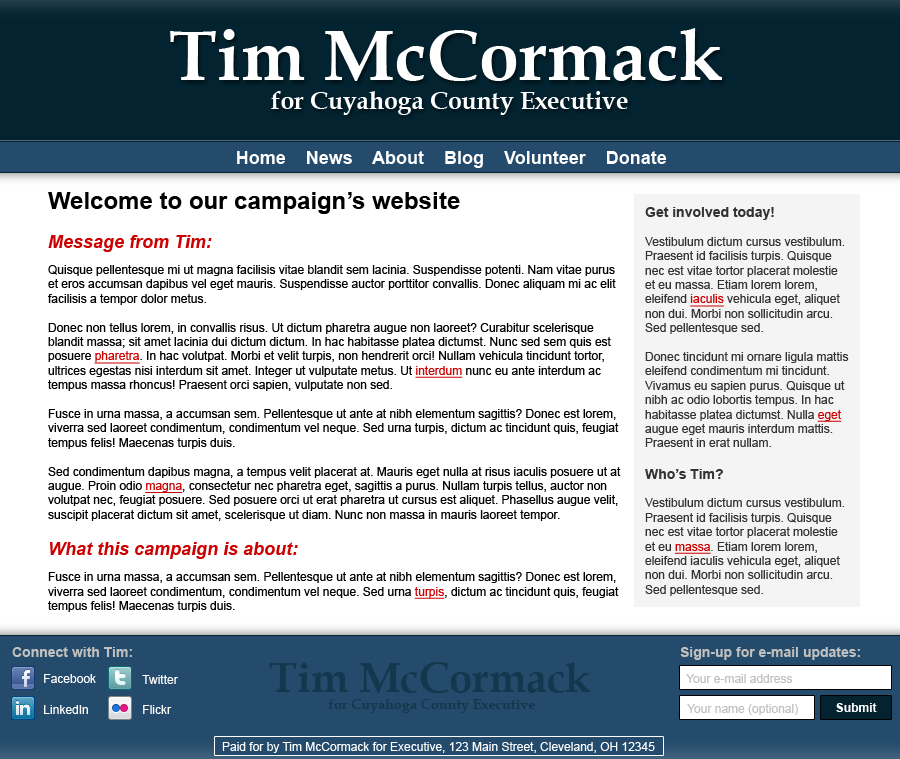 Tim McCormack
for Cuyahoga County Executive
Home News About Blog Volunteer Donate
Welcome to our campaign’s website
Message from Tim:
Quisque pellentesque mi ut magna facilisis vitae blandit sem lacinia. Suspendisse potenti. Nam vitae purus
et eros accumsan dapibus vel eget mauris. Suspendisse auctor porttitor convallis. Donec aliquam mi ac elit
facilisis a tempor dolor metus.
Donec non tellus lorem, in convallis risus. Ut dictum pharetra augue non laoreet? Curabitur scelerisque
blandit massa; sit amet lacinia dui dictum dictum. In hac habitasse platea dictumst. Nunc sed sem quis est
posuere pharetra. In hac volutpat. Morbi et velit turpis, non hendrerit orci! Nullam vehicula tincidunt tortor,
ultrices egestas nisi interdum sit amet. Integer ut vulputate metus. Ut interdum nunc eu ante interdum ac
tempus massa rhoncus! Praesent orci sapien, vulputate non sed.
Fusce in urna massa, a accumsan sem. Pellentesque ut ante at nibh elementum sagittis? Donec est lorem,
viverra sed laoreet condimentum, condimentum vel neque. Sed urna turpis, dictum ac tincidunt quis, feugiat
tempus felis! Maecenas turpis duis.
Sed condimentum dapibus magna, a tempus velit placerat at. Mauris eget nulla at risus iaculis posuere ut at
augue. Proin odio magna, consectetur nec pharetra eget, sagittis a purus. Nullam turpis tellus, auctor non
volutpat nec, feugiat posuere. Sed posuere orci ut erat pharetra ut cursus est aliquet. Phasellus augue velit,
suscipit placerat dictum sit amet, scelerisque ut diam. Nunc non massa in mauris laoreet tempor.
What this campaign is about:
Fusce in urna massa, a accumsan sem. Pellentesque ut ante at nibh elementum sagittis? Donec est lorem,
viverra sed laoreet condimentum, condimentum vel neque. Sed urna turpis, dictum ac tincidunt quis, feugiat
tempus felis! Maecenas turpis duis.
Get involved today!
Vestibulum dictum cursus vestibulum.
Praesent id facilisis turpis. Quisque
nec est vitae tortor placerat molestie
et eu massa. Etiam lorem lorem,
eleifend iaculis vehicula eget, aliquet
non dui. Morbi non sollicitudin arcu.
Sed pellentesque sed.
Donec tincidunt mi ornare ligula mattis
eleifend condimentum mi tincidunt.
Vivamus eu sapien purus. Quisque ut
nibh ac odio lobortis tempus. In hac
habitasse platea dictumst. Nulla eget
augue eget mauris interdum mattis.
Praesent in erat nullam.
Who’s Tim?
Vestibulum dictum cursus vestibulum.
Praesent id facilisis turpis. Quisque
nec est vitae tortor placerat molestie
et eu massa. Etiam lorem lorem,
eleifend iaculis vehicula eget, aliquet
non dui. Morbi non sollicitudin arcu.
Sed pellentesque sed.
Connect with Tim:
f Facebook t Twitter
in LinkedIn Flickr
Tim McCormack
for Cuyahoga County Executive
Sign-up for e-mail updates:
Your e-mail address
Your name (optional) Submit
Paid for by Tim McCormack for Executive, 123 Main Street, Cleveland, OH 12345